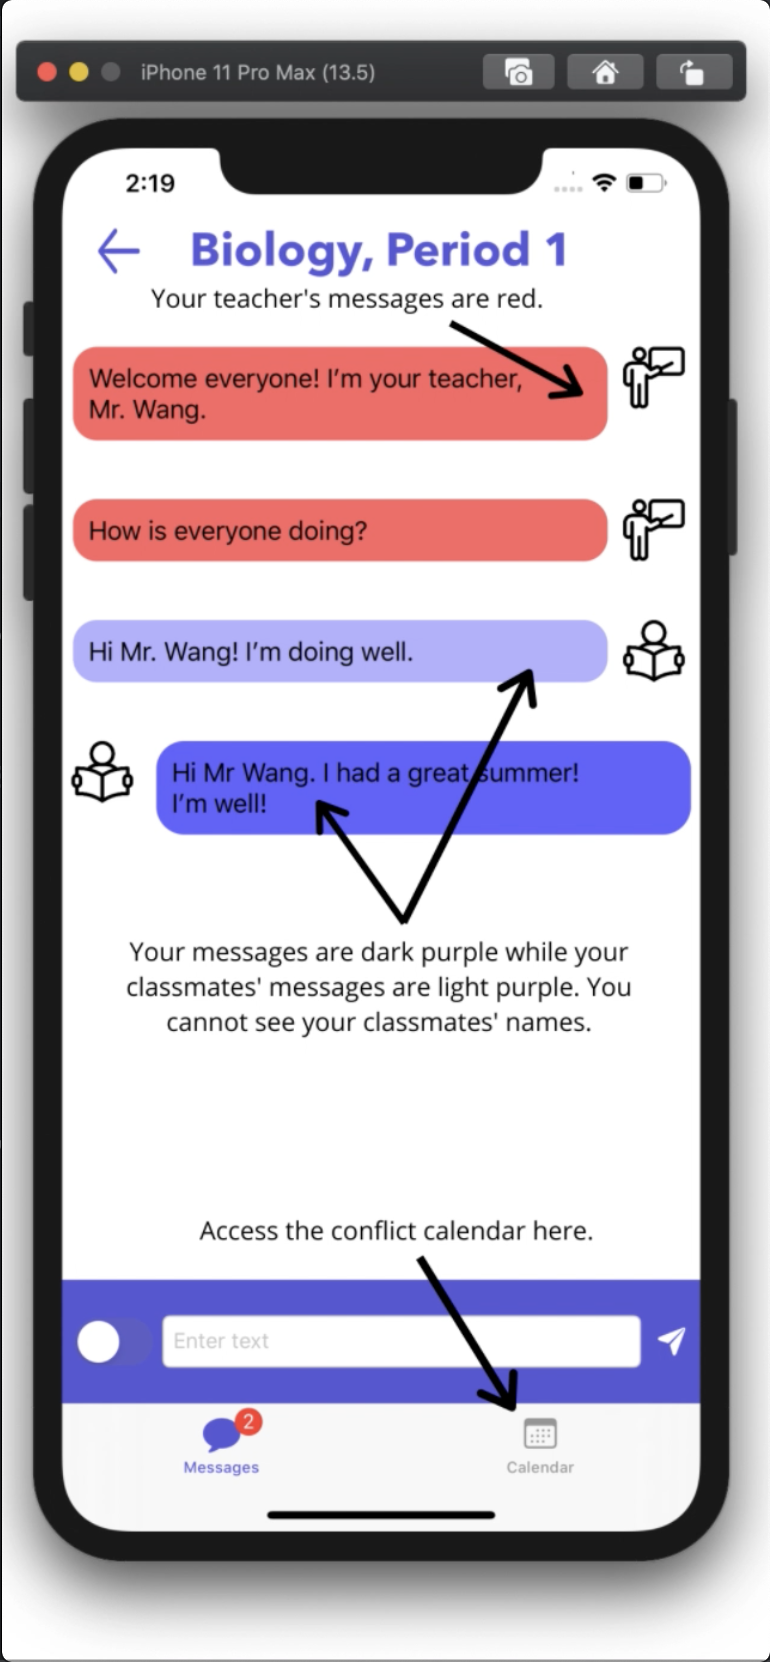 iPhone 11 Pro Max (13.5)
2:19
Biology, Period 1
Your teacher's messages are red.
Welcome everyone! I'm your teacher,
Mr. Wang.
How is everyone doing?
Hi Mr. Wang! I'm doing well.
Hi Mr Wang. I had a great summer!
I'm well!
Your messages are dark purple while your
classmates' messages are light purple. You
cannot see your classmates' names.
Access the conflict calendar here.
Enter text
2
Messages
Calendar